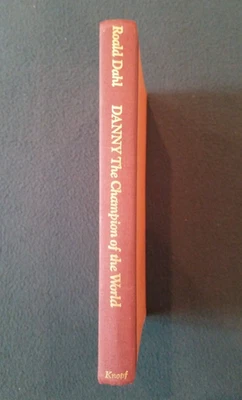 Roald Dahl DANNY The Champion of the World Knopf